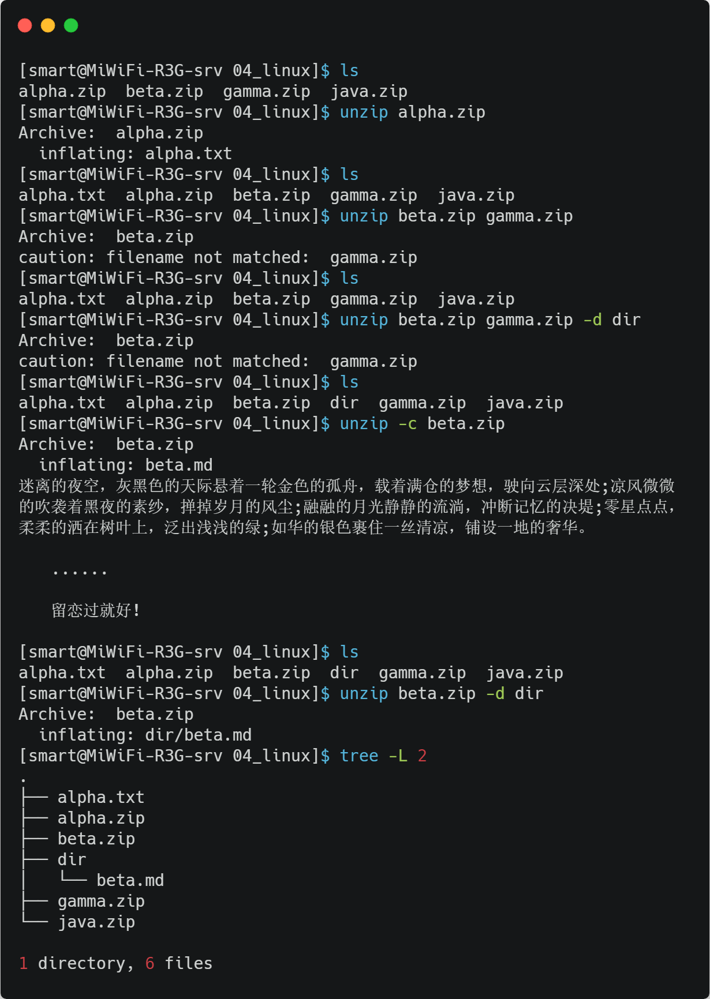 [smart@MiWiFi-R3G-srv 04_linux]$ ls
alpha.zip  beta.zip  gamma.zip  java.zip
[smart@MiWiFi-R3G-srv 04_linux]$ unzip alpha.zip
Archive:  alpha.zip
  inflating: alpha.txt
[smart@MiWiFi-R3G-srv 04_linux]$ ls
alpha.txt  alpha.zip  beta.zip  gamma.zip  java.zip
[smart@MiWiFi-R3G-srv 04_linux]$ unzip beta.zip gamma.zip
Archive:  beta.zip
caution: filename not matched:  gamma.zip
[smart@MiWiFi-R3G-srv 04_linux]$ ls
alpha.txt  alpha.zip  beta.zip  gamma.zip  java.zip
[smart@MiWiFi-R3G-srv 04_linux]$ unzip beta.zip gamma.zip -d dir
Archive:  beta.zip
caution: filename not matched:  gamma.zip
[smart@MiWiFi-R3G-srv 04_linux]$ ls
alpha.txt  alpha.zip  beta.zip  dir  gamma.zip  java.zip
[smart@MiWiFi-R3G-srv 04_linux]$ unzip -c beta.zip
Archive:  beta.zip
  inflating: beta.md
迷离的夜空，灰黑色的天际悬着一轮金色的孤舟，载着满仓的梦想，驶向云层深处;凉风微微
的吹袭着黑夜的素纱，掸掉岁月的风尘;融融的月光静静的流淌，冲断记忆的决堤;零星点点，
柔柔的洒在树叶上，泛出浅浅的绿;如华的银色裹住一丝清凉，铺设一地的奢华。
......
留恋过就好!
[smart@MiWiFi-R3G-srv 04_linux]$ ls
alpha.txt  alpha.zip  beta.zip  dir  gamma.zip  java.zip
[smart@MiWiFi-R3G-srv 04_linux]$ unzip beta.zip -d dir
Archive:  beta.zip
  inflating: dir/beta.md
[smart@MiWiFi-R3G-srv 04_linux]$ tree -L 2
.
├── alpha.txt
├── alpha.zip
├── beta.zip
├── dir
│   └── beta.md
├── gamma.zip
└── java.zip
1 directory, 6 files